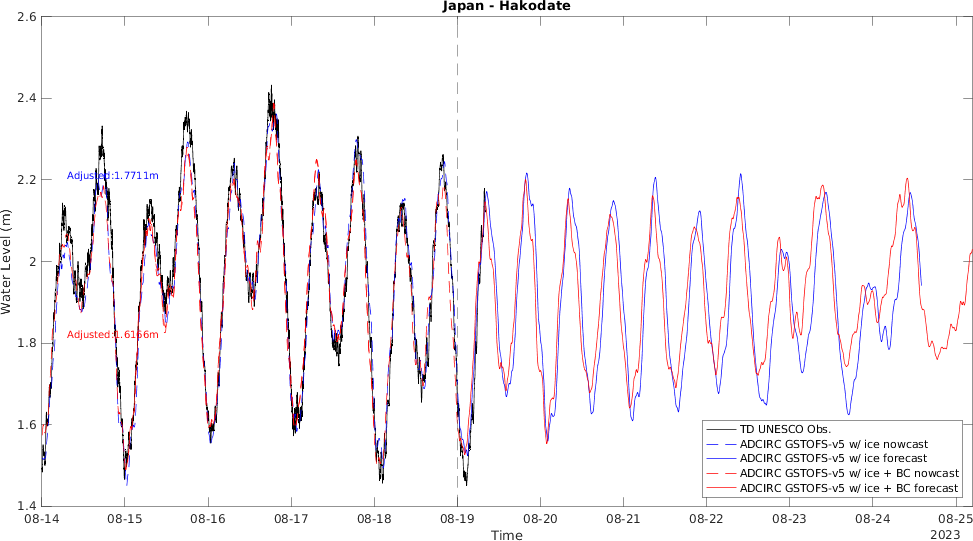 Japan - Hakodate
2.6
2.4
2.2
2
1.8
1.6
1.4
Water Level (m)
Adjusted:1.7711m
Adjusted:1.6166m
TD UNESCO Obs.
ADCIRC GSTOFS-v5 w/ ice nowcast
ADCIRC GSTOFS-v5 w/ ice forecast
ADCIRC GSTOFS-v5 w/ ice + BC nowcast
ADCIRC GSTOFS-v5 w/ ice + BC forecast
08-14 08-15 08-16 08-17 08-18 08-19 08-20 08-21 08-22 08-23 08-24 08-25
Time
2023